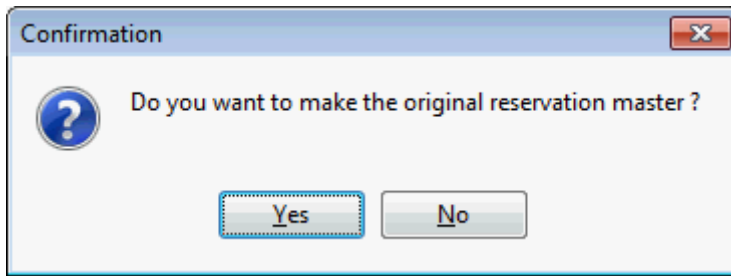 Confirmation
Do you want to make the original reservation master ?
Yes
No